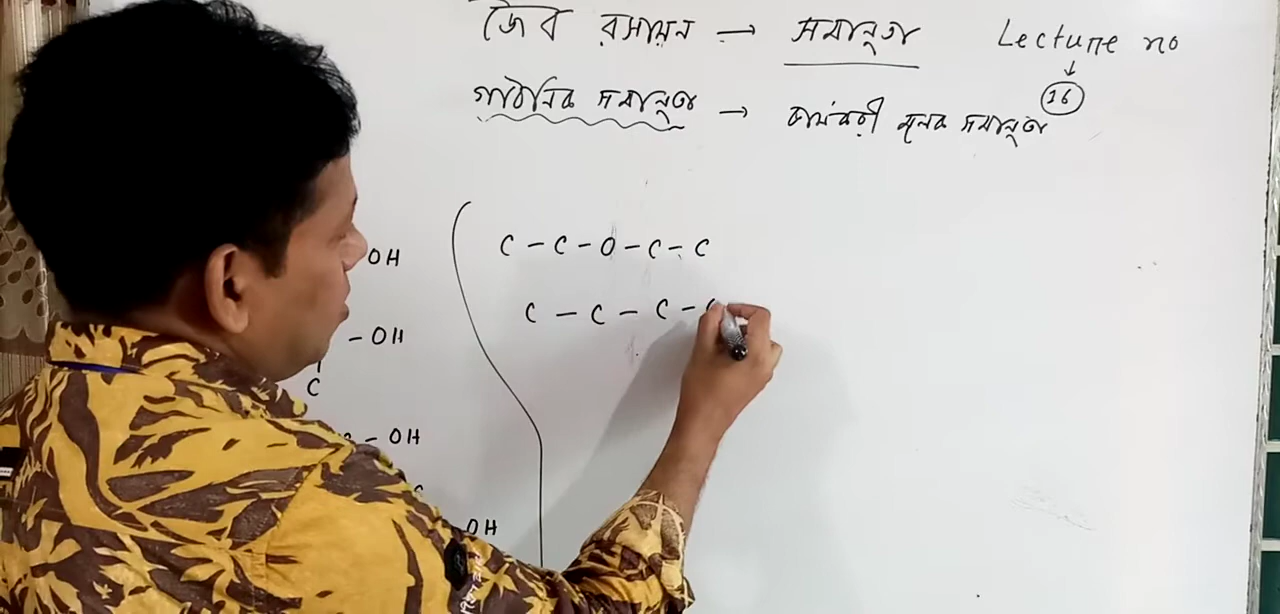 জৈব রসায়ন → সমানুতা Lecture no
↓
16
গাঠনিক সমানুতা → কার্যকরী মূলক সমানুতা
OH
C - C - O - C - C
- OH
C - C - C - C
C
- OH
OH